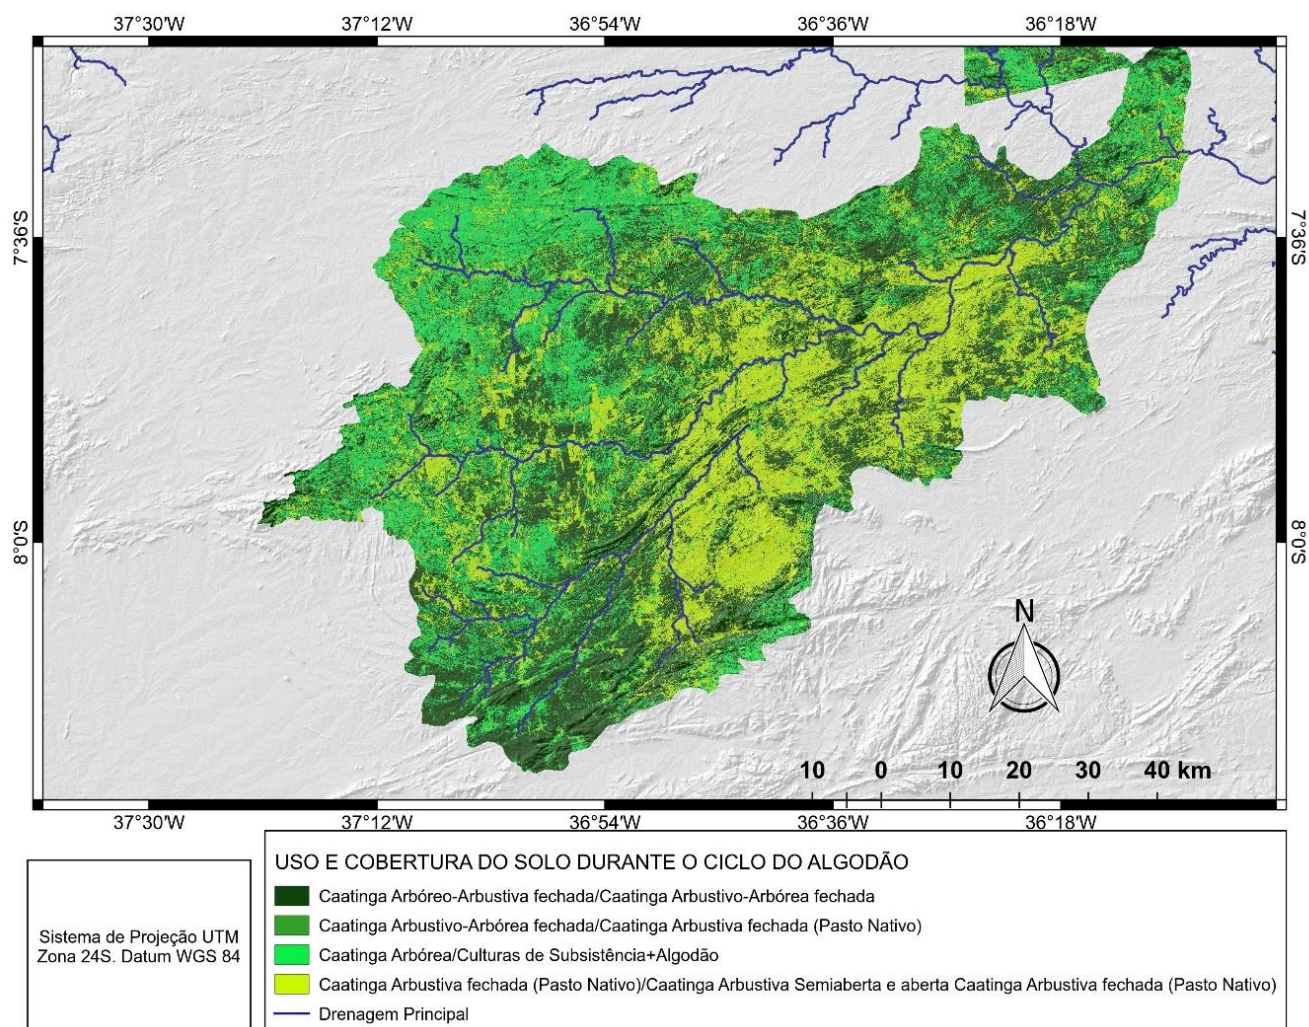 37°30'W 37°12'W 36°54'W 36°36'W 36°18'W
7°36'S
7°36'S
8°0'S
8°0'S
N
10 0 10 20 30 40 km
37°30'W 37°12'W 36°54'W 36°36'W 36°18'W
Sistema de Projeção UTM
Zona 24S. Datum WGS 84
USO E COBERTURA DO SOLO DURANTE O CICLO DO ALGODÃO
Caatinga Arbóreo-Arbustiva fechada/Caatinga Arbustivo-Arbórea fechada
Caatinga Arbustivo-Arbórea fechada/Caatinga Arbustiva fechada (Pasto Nativo)
Caatinga Arbórea/Culturas de Subsistência+Algodão
Caatinga Arbustiva fechada (Pasto Nativo)/Caatinga Arbustiva Semiaberta e aberta Caatinga Arbustiva fechada (Pasto Nativo)
Drenagem Principal